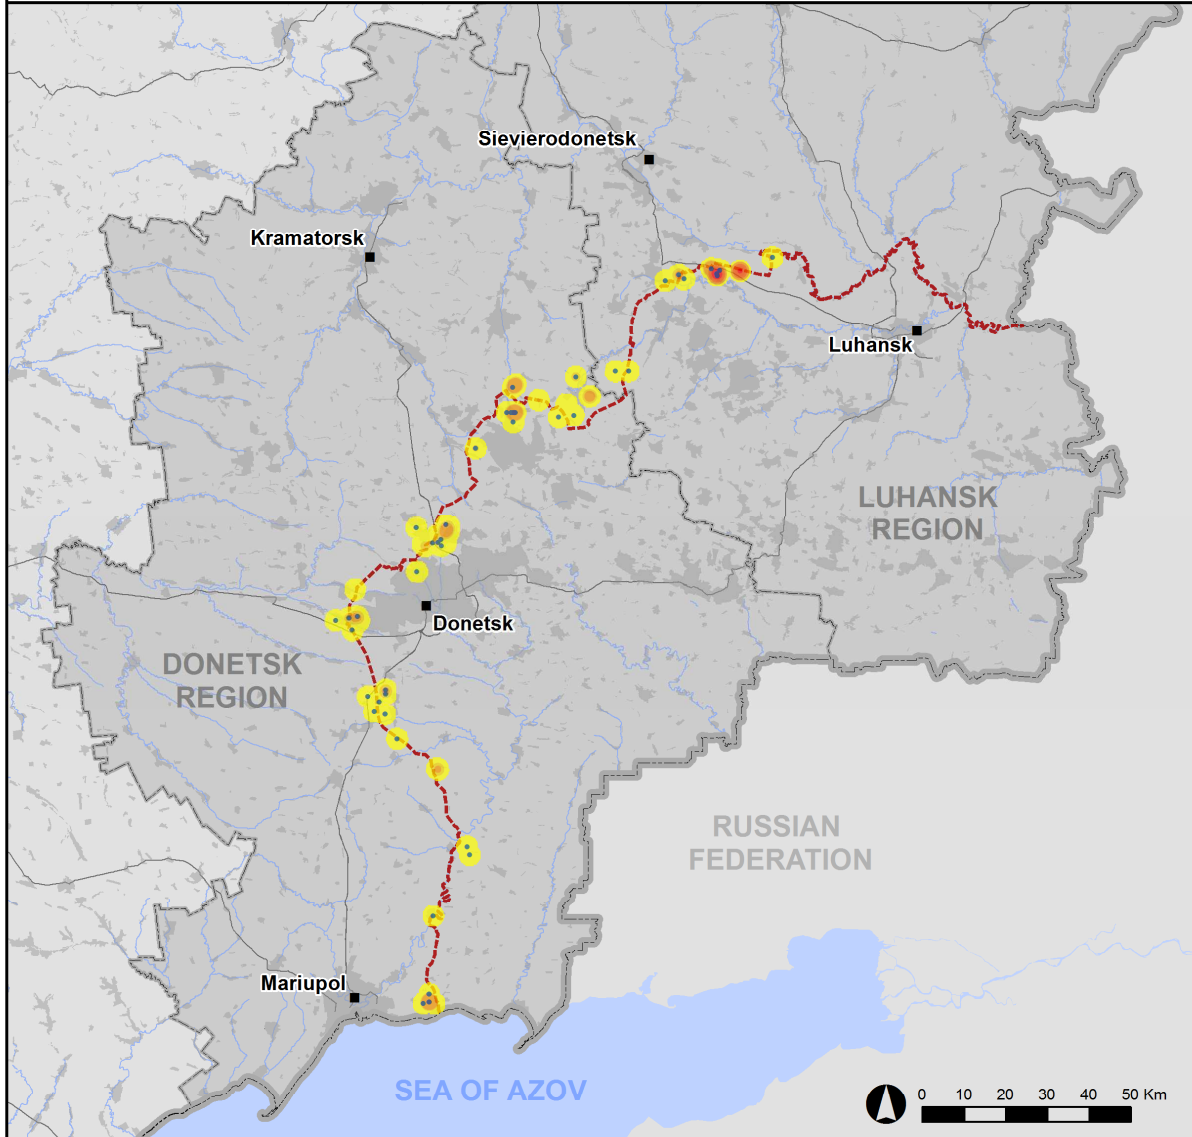 Sievierodonetsk
Kramatorsk
Luhansk
LUHANSK
REGION
Donetsk
DONETSK
REGION
RUSSIAN
FEDERATION
Mariupol
SEA OF AZOV
0 10 20 30 40 50 Km